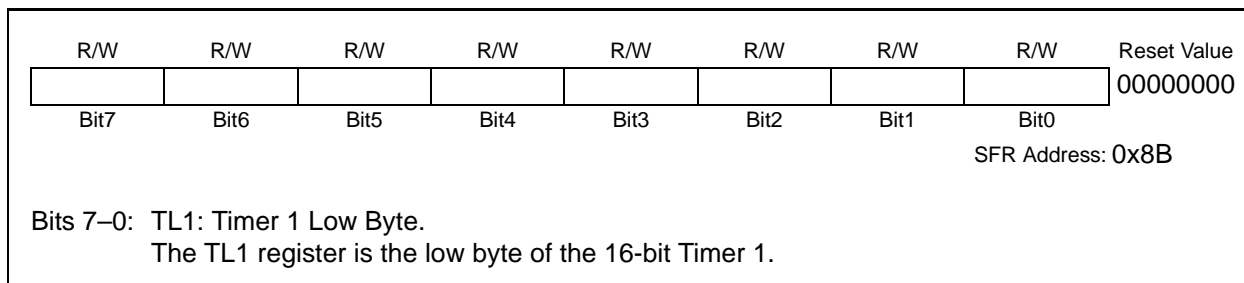 R/W R/W R/W R/W R/W R/W R/W R/W Reset Value
00000000
Bit7 Bit6 Bit5 Bit4 Bit3 Bit2 Bit1 Bit0
SFR Address: 0x8B
Bits 7–0: TL1: Timer 1 Low Byte.
The TL1 register is the low byte of the 16-bit Timer 1.